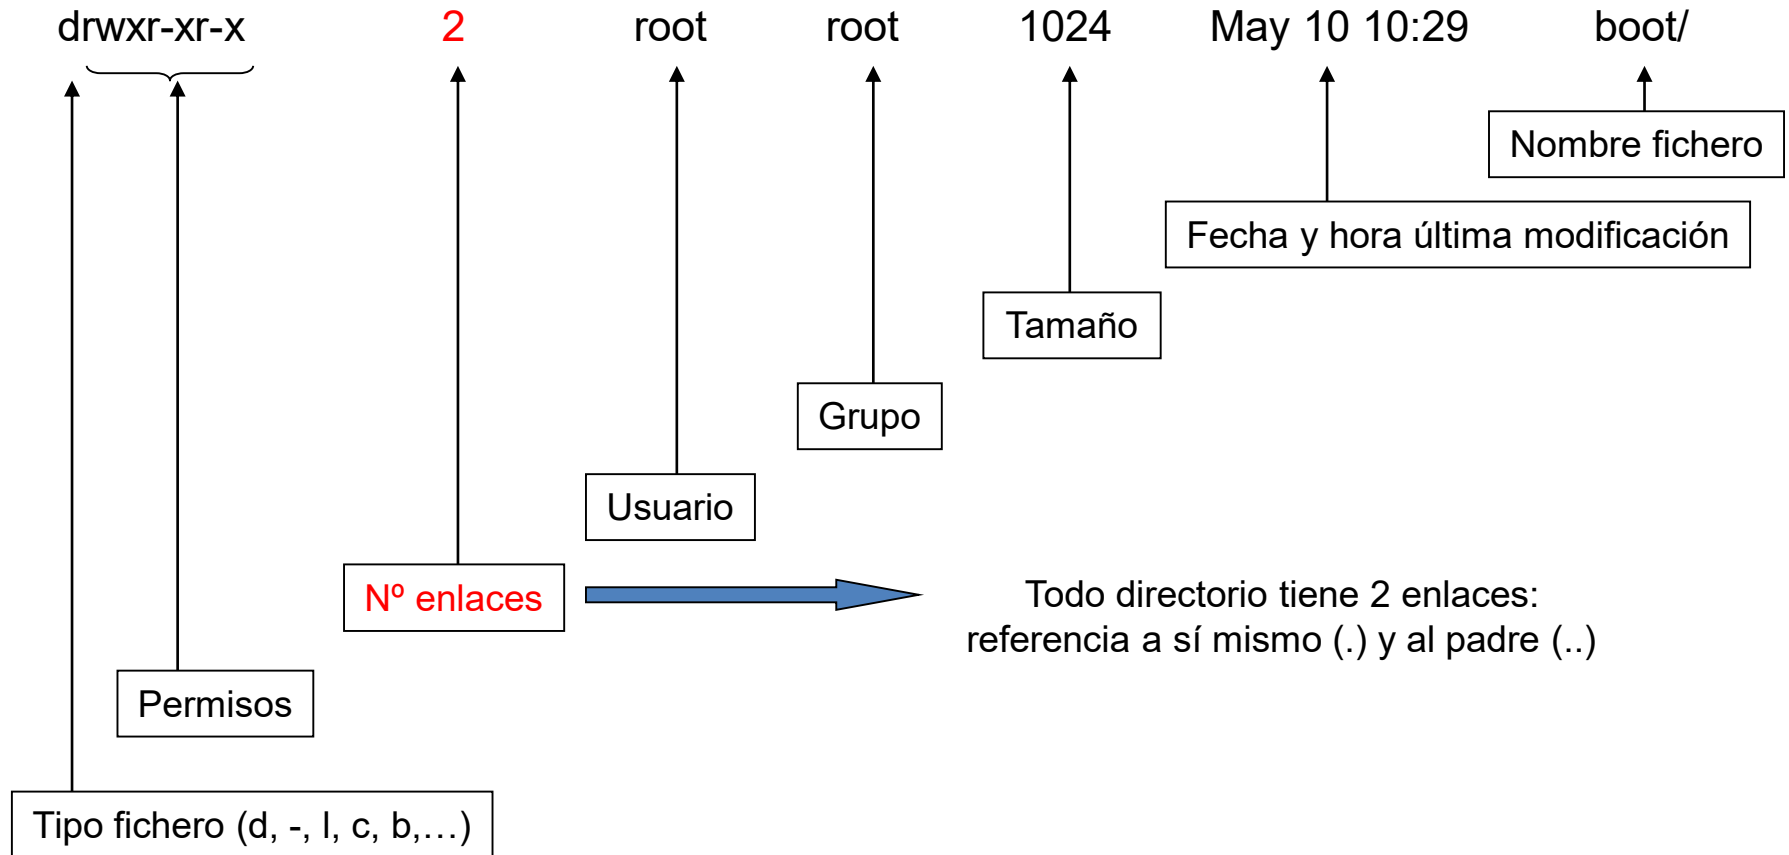 drwxr-xr-x 2 root root 1024 May 10 10:29 boot/
Nombre fichero
Fecha y hora última modificación
Tamaño
Grupo
Usuario
Nº enlaces
Todo directorio tiene 2 enlaces:
referencia a sí mismo (.) y al padre (..)
Permisos
Tipo fichero (d, -, l, c, b,…)